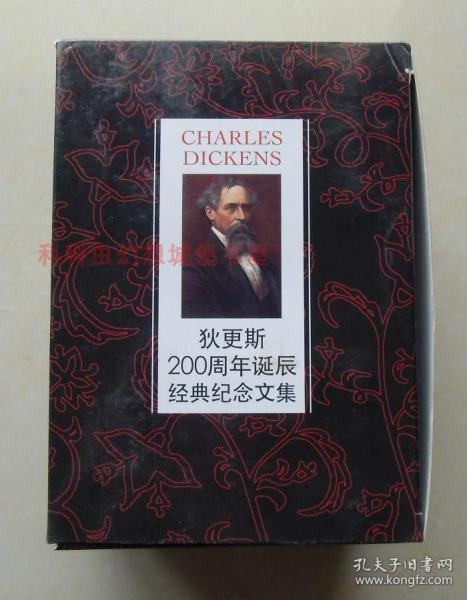 CHARLES
DICKENS
狄更斯
200周年诞辰
经典纪念文集
孔夫子旧书网
www.kongfz.com